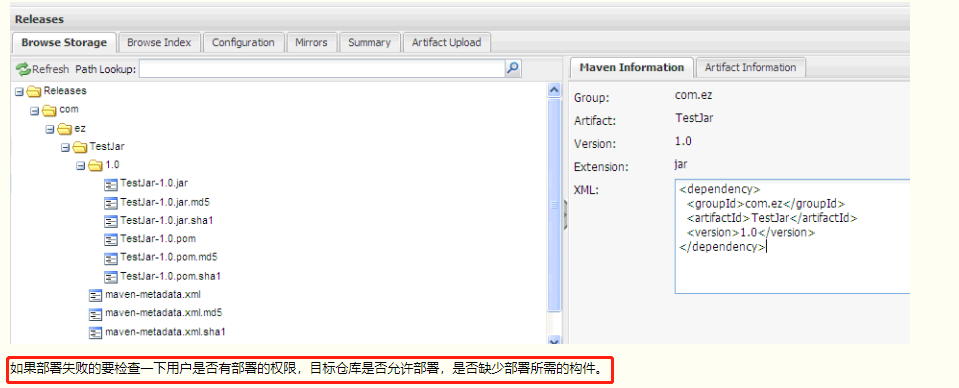 Releases
Browse Storage Browse Index Configuration Mirrors Summary Artifact Upload
Refresh Path Lookup:
Releases
com
ez
TestJar
1.0
TestJar-1.0.jar
TestJar-1.0.jar.md5
TestJar-1.0.jar.sha1
TestJar-1.0.pom
TestJar-1.0.pom.md5
TestJar-1.0.pom.sha1
maven-metadata.xml
maven-metadata.xml.md5
maven-metadata.xml.sha1
Maven Information Artifact Information
Group: com.ez
Artifact: TestJar
Version: 1.0
Extension: jar
XML:
<dependency>
<groupId>com.ez</groupId>
<artifactId>TestJar</artifactId>
<version>1.0</version>
</dependency>
如果部署失败的要检查一下用户是否有部署的权限，目标仓库是否允许部署，是否缺少部署所需的构件。